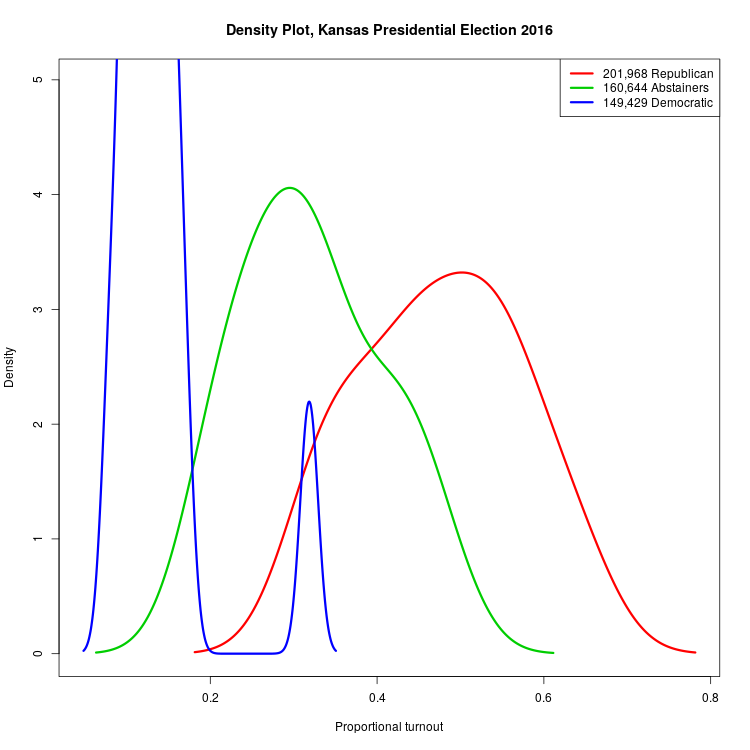 Density Plot, Kansas Presidential Election 2016
201,968 Republican
160,644 Abstainers
149,429 Democratic
Density
5
4
3
2
1
0
0.2 0.4 0.6 0.8
Proportional turnout